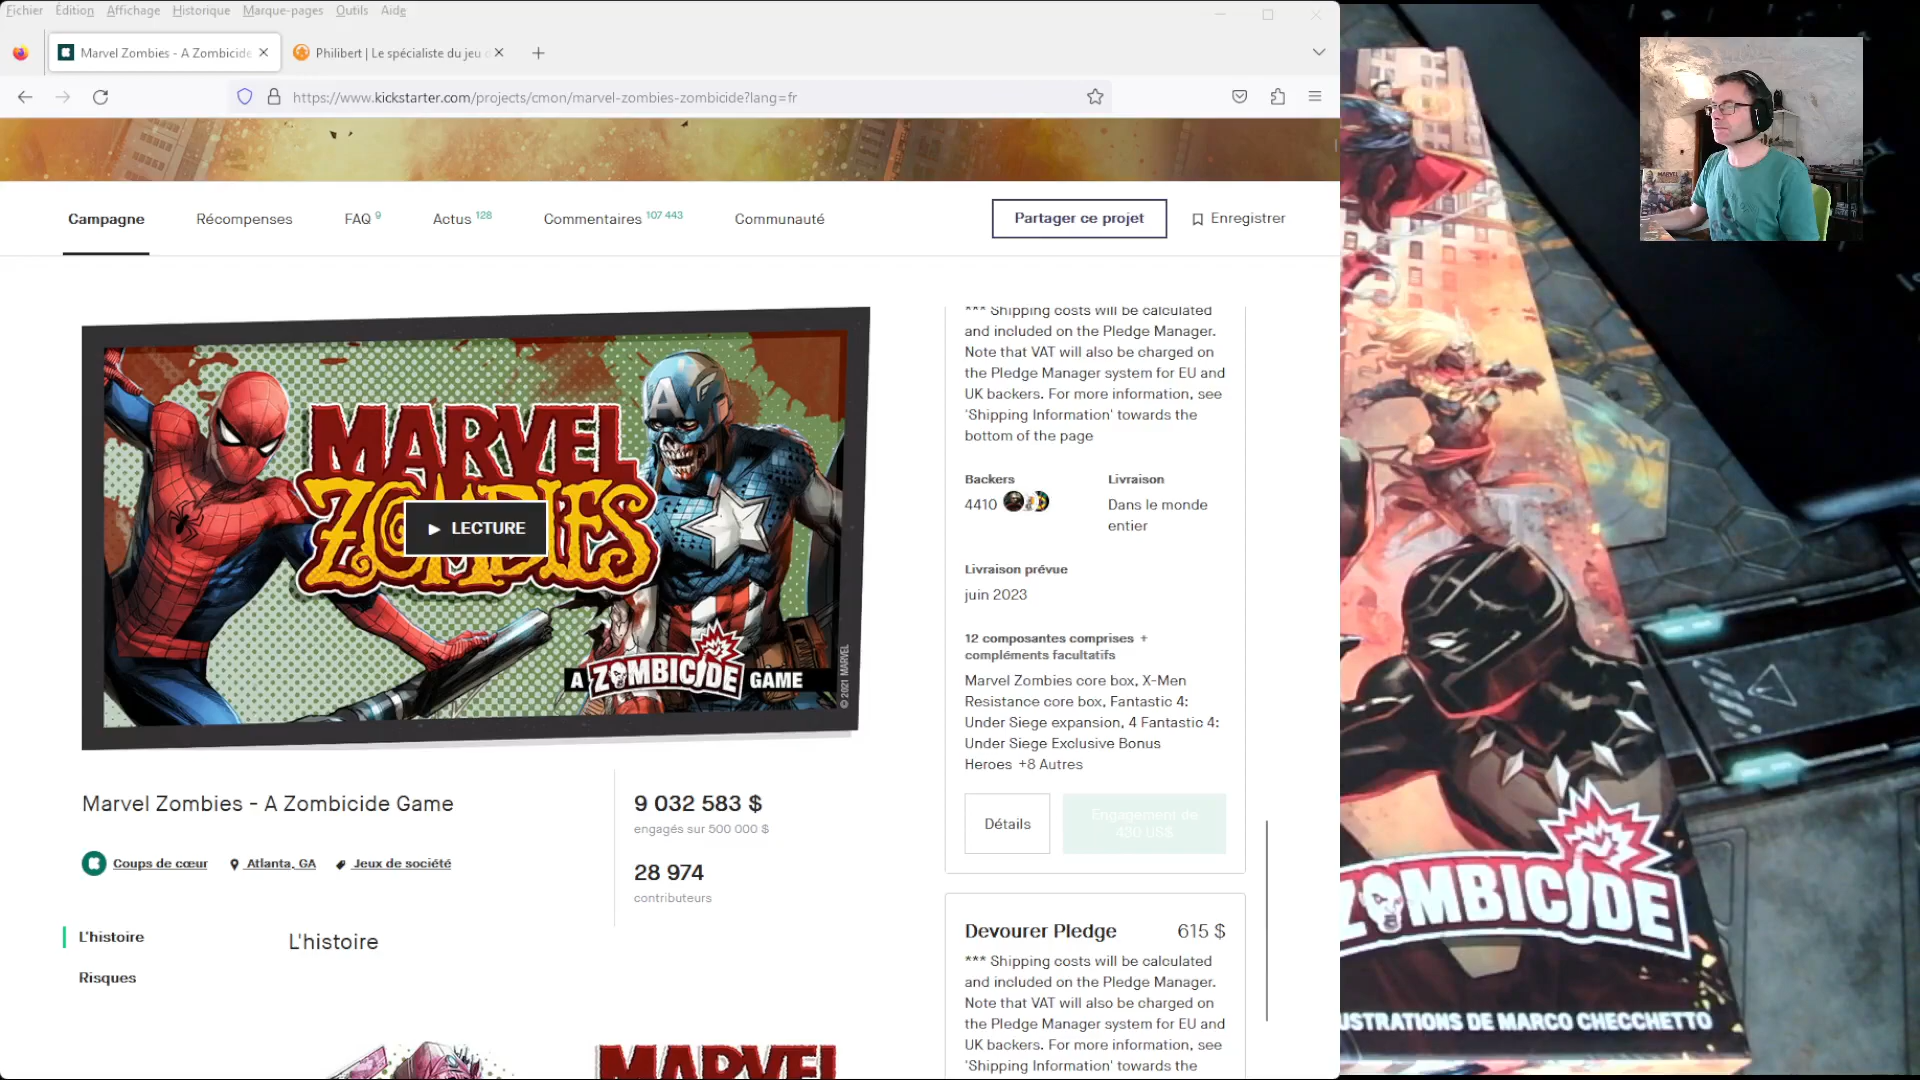 Fichier Édition Affichage Historique Marque-pages Outils Aide
Marvel Zombies - A Zombicide
Philibert | Le spécialiste du jeu
https://www.kickstarter.com/projects/cmon/marvel-zombies-zombicide?lang=fr
Campagne
Récompenses
FAQ 9
Actus 128
Commentaires 107 443
Communauté
Partager ce projet
Enregistrer
MARVEL
ZOMBIES
LECTURE
A ZOMBICIDE GAME
© 2021 MARVEL
*** Shipping costs will be calculated
and included on the Pledge Manager.
Note that VAT will also be charged on
the Pledge Manager system for EU and
UK backers. For more information, see
'Shipping Information' towards the
bottom of the page
Backers
4410
Livraison
Dans le monde
entier
Livraison prévue
juin 2023
12 composantes comprises +
compléments facultatifs
Marvel Zombies core box, X-Men
Resistance core box, Fantastic 4:
Under Siege expansion, 4 Fantastic 4:
Under Siege Exclusive Bonus
Heroes +8 Autres
Détails
Engagement de
430 US$
Marvel Zombies - A Zombicide Game
9 032 583 $
engagés sur 500 000 $
Coups de cœur
Atlanta, GA
Jeux de société
28 974
contributeurs
L'histoire
Risques
L'histoire
MARVEL
Devourer Pledge 615 $
*** Shipping costs will be calculated
and included on the Pledge Manager.
Note that VAT will also be charged on
the Pledge Manager system for EU and
UK backers. For more information, see
'Shipping Information' towards the
ZOMBICIDE
USTRATIONS DE MARCO CHECCHETTO